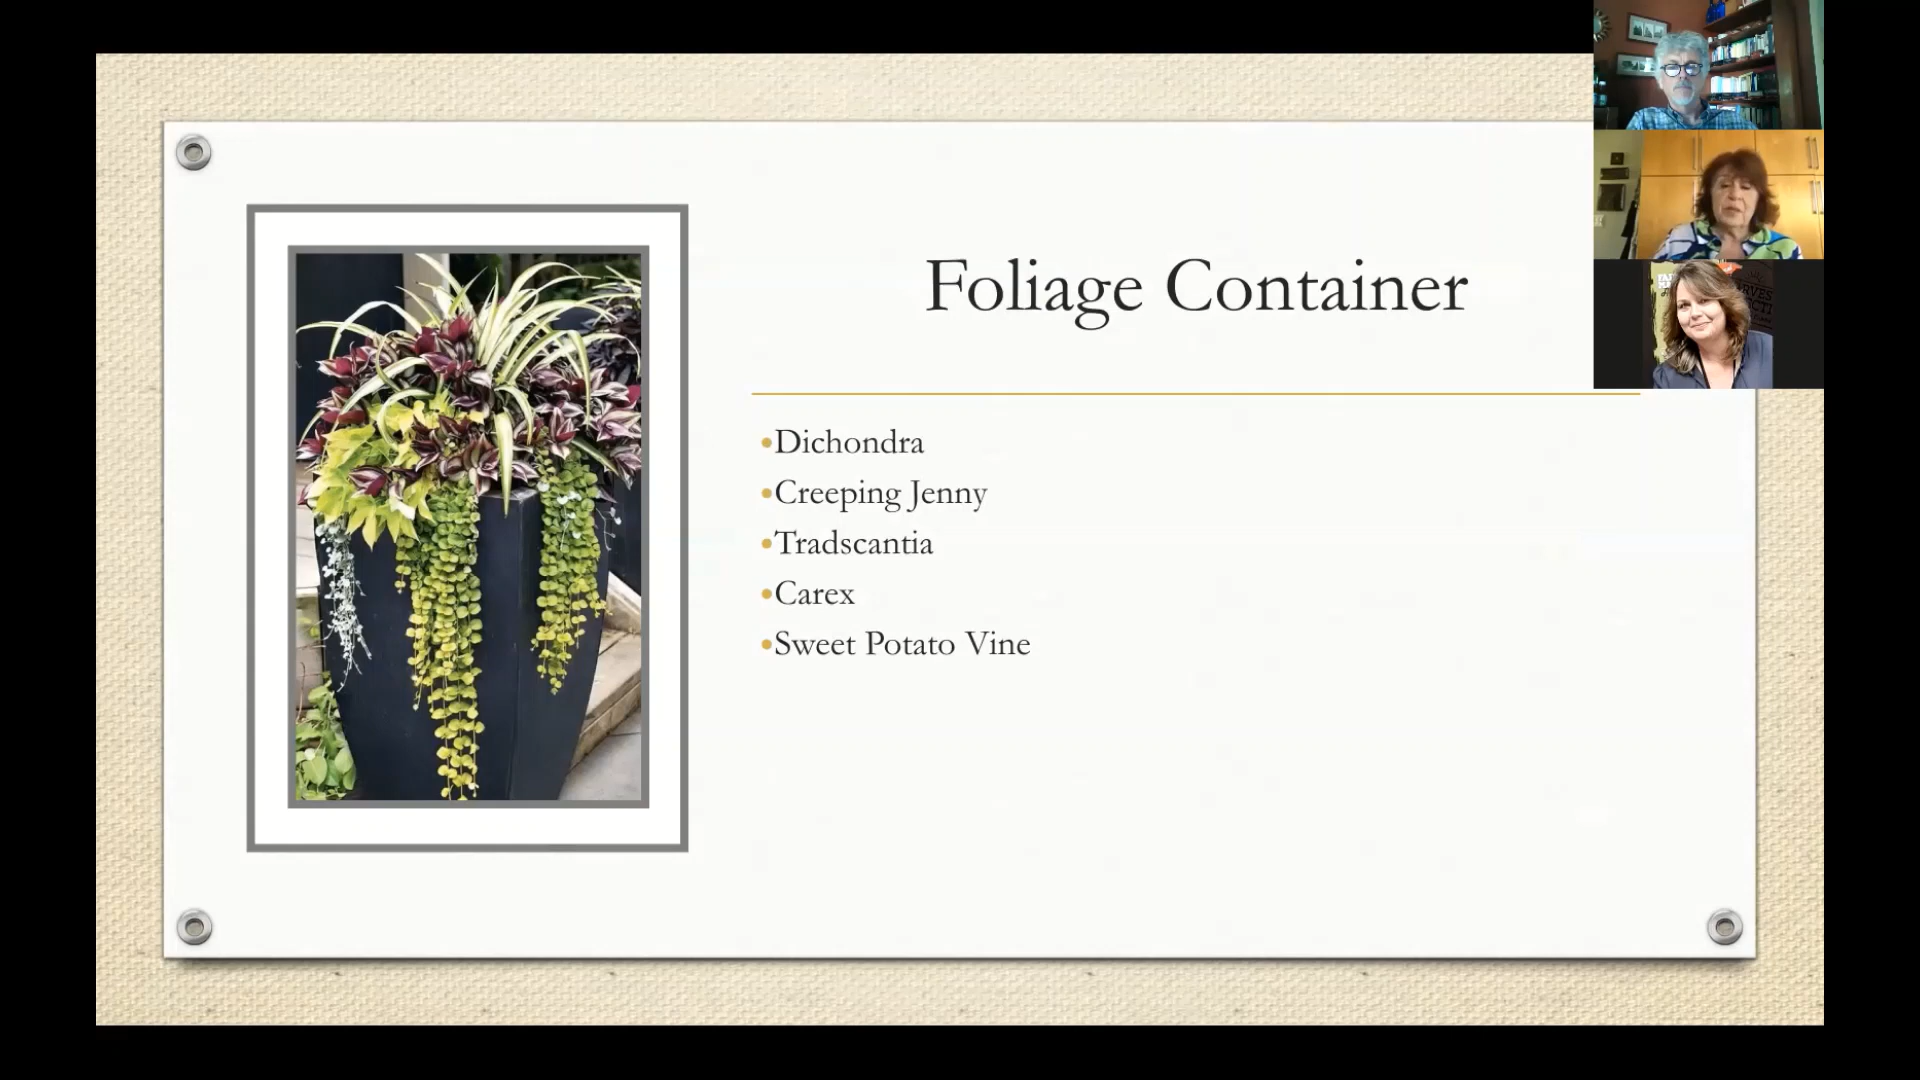 Foliage Container
•Dichondra
•Creeping Jenny
•Tradscantia
•Carex
•Sweet Potato Vine